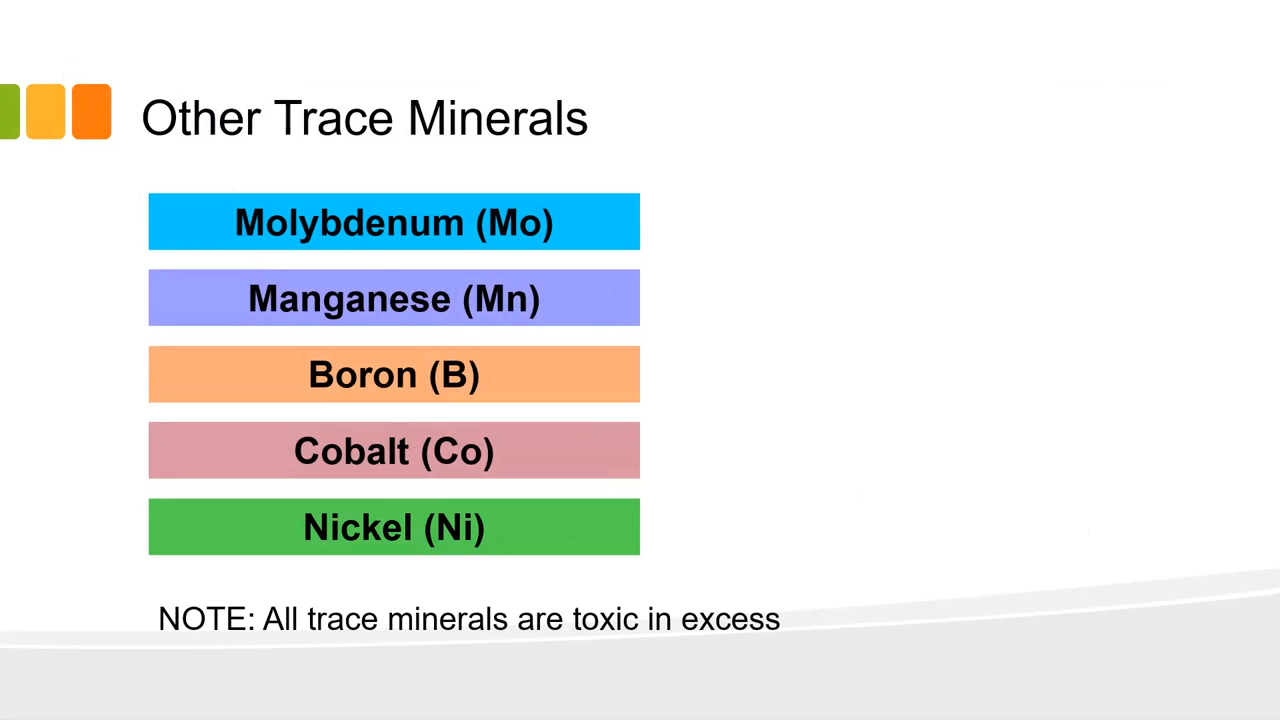 Other Trace Minerals
Molybdenum (Mo)
Manganese (Mn)
Boron (B)
Cobalt (Co)
Nickel (Ni)
NOTE: All trace minerals are toxic in excess